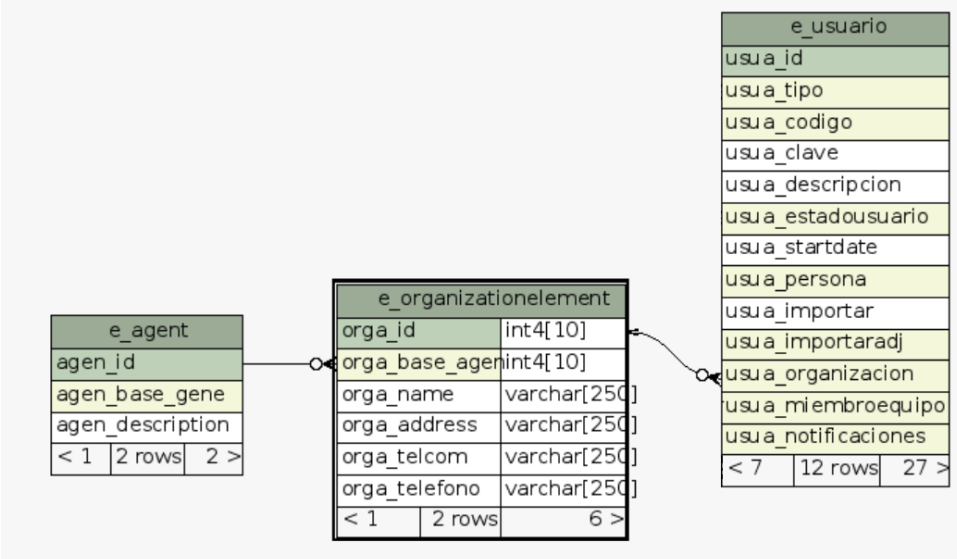 e_usuario
usua_id
usua_tipo
usua_codigo
usua_clave
usua_descripcion
usua_estadousuario
usua_startdate
usua_persona
usua_importar
usua_importaradj
usua_organizacion
usua_miembroequipo
usua_notificaciones
< 7 12 rows 27 >
e_organizationelement
orga_id int4[10]
orga_base_agen int4[10]
orga_name varchar[250]
orga_address varchar[250]
orga_telcom varchar[250]
orga_telefono varchar[250]
< 1 2 rows 6 >
e_agent
agen_id
agen_base_gene
agen_description
< 1 2 rows 2 >